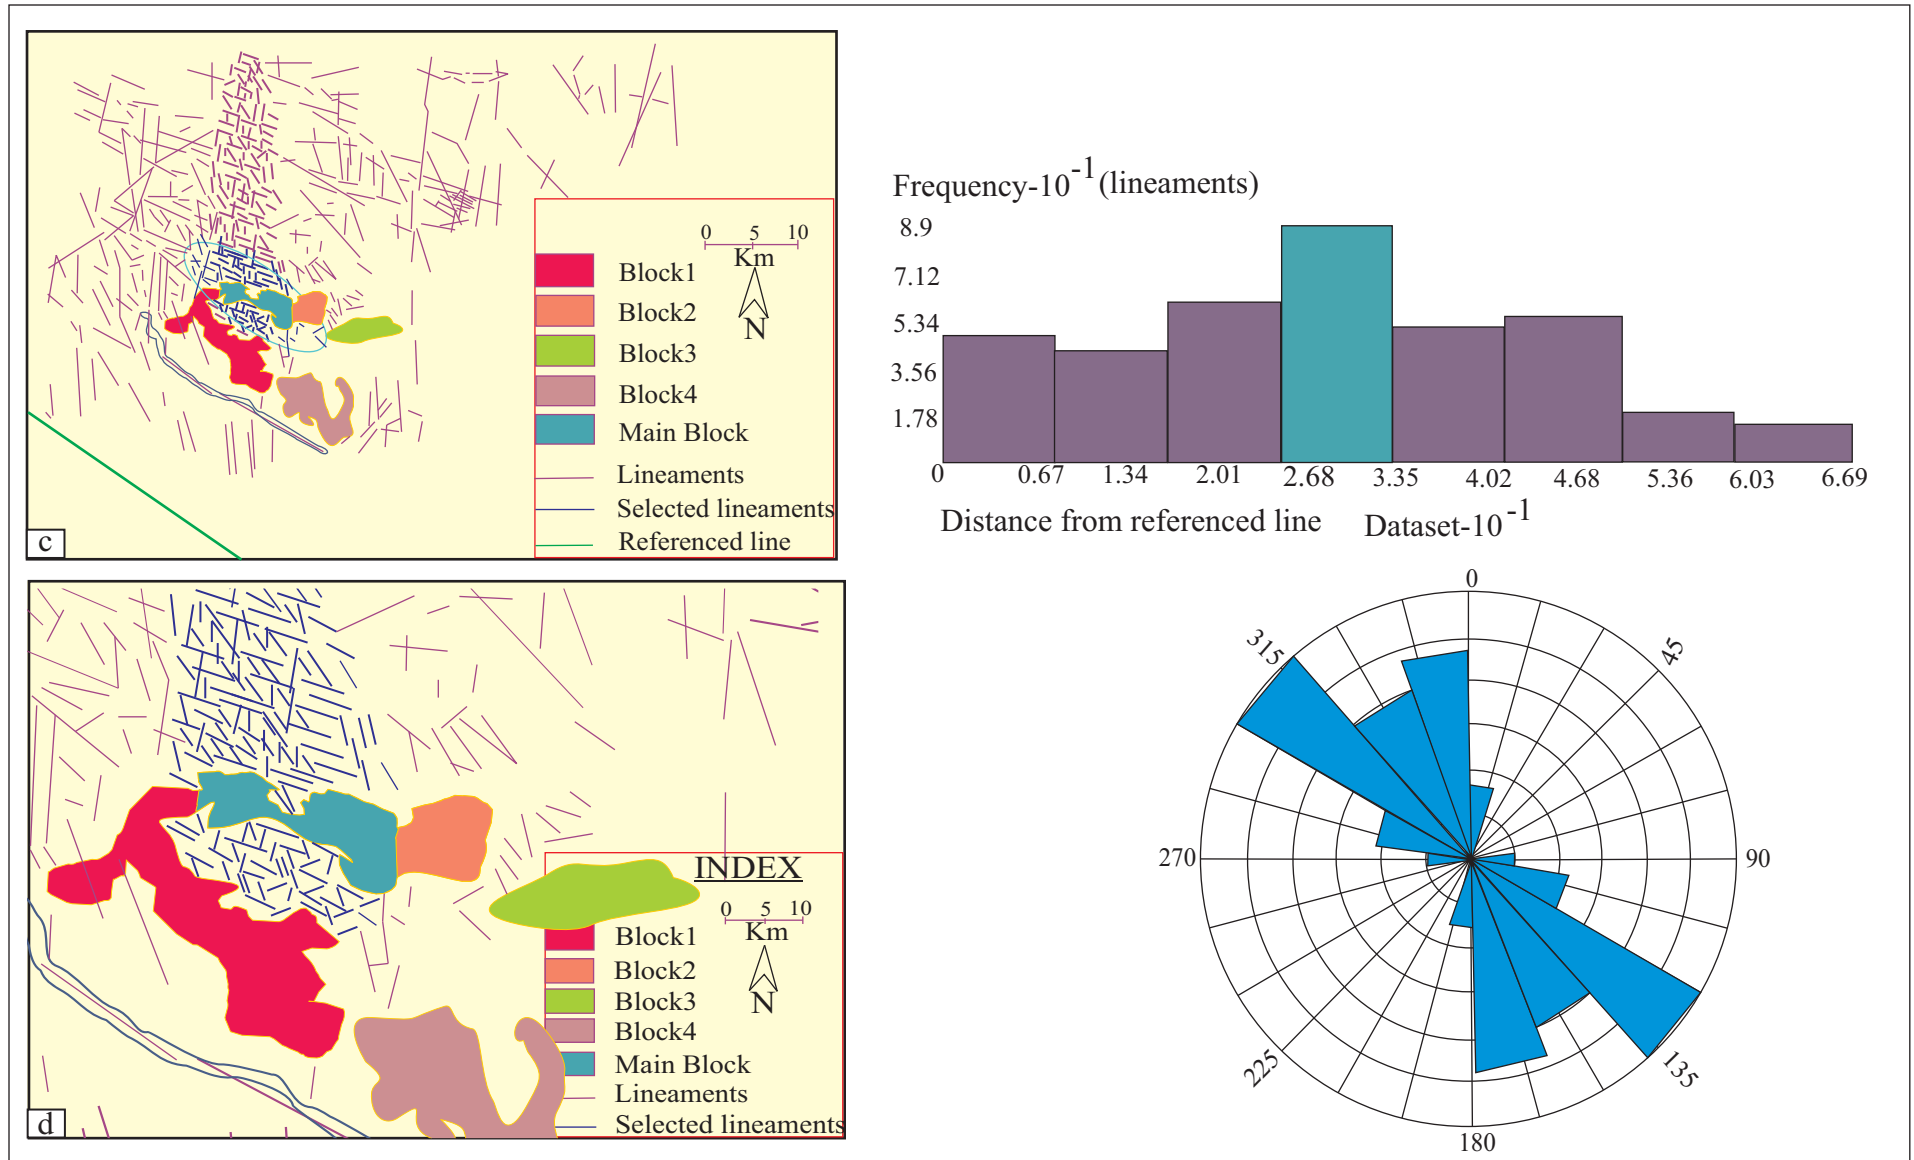 0 5 10
Km
N
Block1
Block2
Block3
Block4
Main Block
Lineaments
Selected lineaments
Referenced line
c
Frequency-10⁻¹(lineaments)
8.9
7.12
5.34
3.56
1.78
0 0.67 1.34 2.01 2.68 3.35 4.02 4.68 5.36 6.03 6.69
Distance from referenced line Dataset-10⁻¹
INDEX
0 5 10
Km
N
Block1
Block2
Block3
Block4
Main Block
Lineaments
Selected lineaments
d
0
45
90
135
180
225
270
315